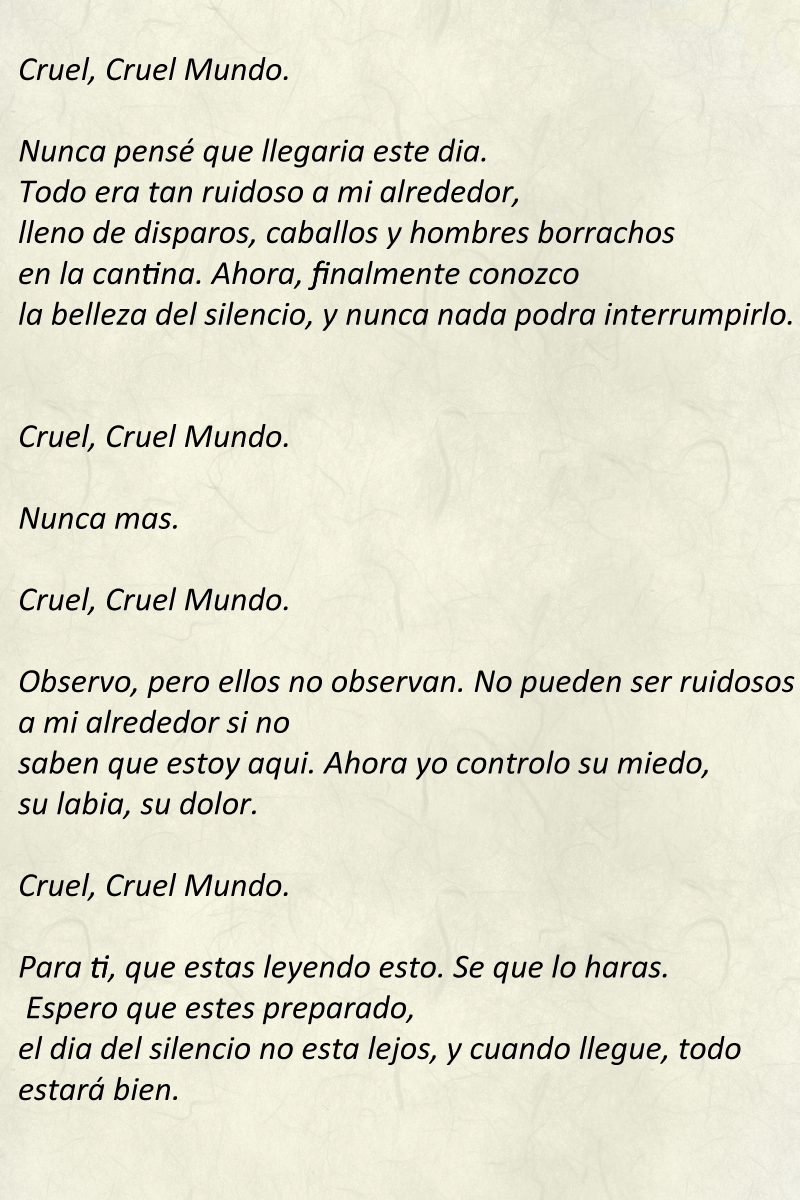 Cruel, Cruel Mundo.
Nunca pensé que llegaria este dia.
Todo era tan ruidoso a mi alrededor,
lleno de disparos, caballos y hombres borrachos
en la cantina. Ahora, finalmente conozco
la belleza del silencio, y nunca nada podra interrumpirlo.
Cruel, Cruel Mundo.
Nunca mas.
Cruel, Cruel Mundo.
Observo, pero ellos no observan. No pueden ser ruidosos
a mi alrededor si no
saben que estoy aqui. Ahora yo controlo su miedo,
su labia, su dolor.
Cruel, Cruel Mundo.
Para ti, que estas leyendo esto. Se que lo haras.
Espero que estes preparado,
el dia del silencio no esta lejos, y cuando llegue, todo
estará bien.